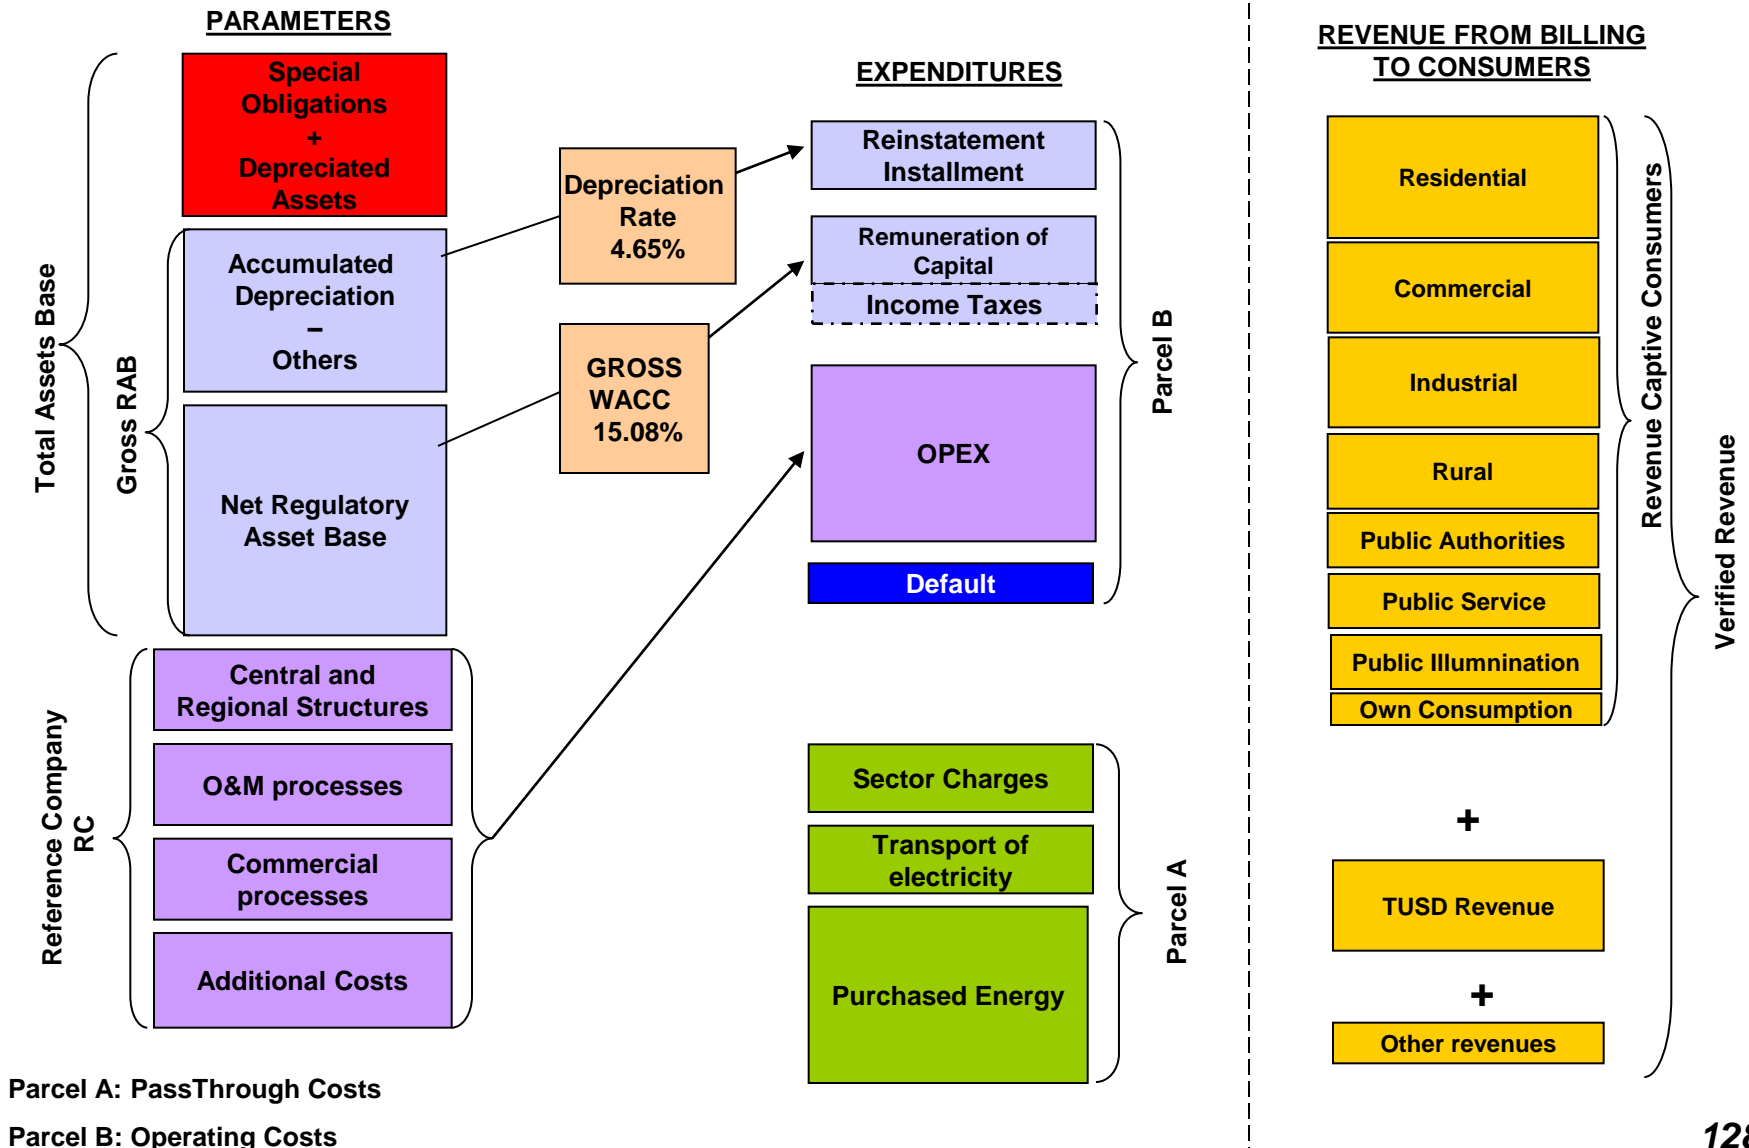 PARAMETERS
Special
Obligations
+
Depreciated
Assets
Accumulated
Depreciation
–
Others
Net Regulatory
Asset Base
Total Assets Base
Gross RAB
Central and
Regional Structures
O&M processes
Commercial
processes
Additional Costs
Reference Company
RC
Depreciation
Rate
4.65%
GROSS
WACC
15.08%
EXPENDITURES
Reinstatement
Installment
Remuneration of
Capital
Income Taxes
OPEX
Default
Parcel B
Sector Charges
Transport of
electricity
Purchased Energy
Parcel A
REVENUE FROM BILLING
TO CONSUMERS
Residential
Commercial
Industrial
Rural
Public Authorities
Public Service
Public Illumnination
Own Consumption
Revenue Captive Consumers
+
TUSD Revenue
+
Other revenues
Verified Revenue
Parcel A: PassThrough Costs
Parcel B: Operating Costs
128